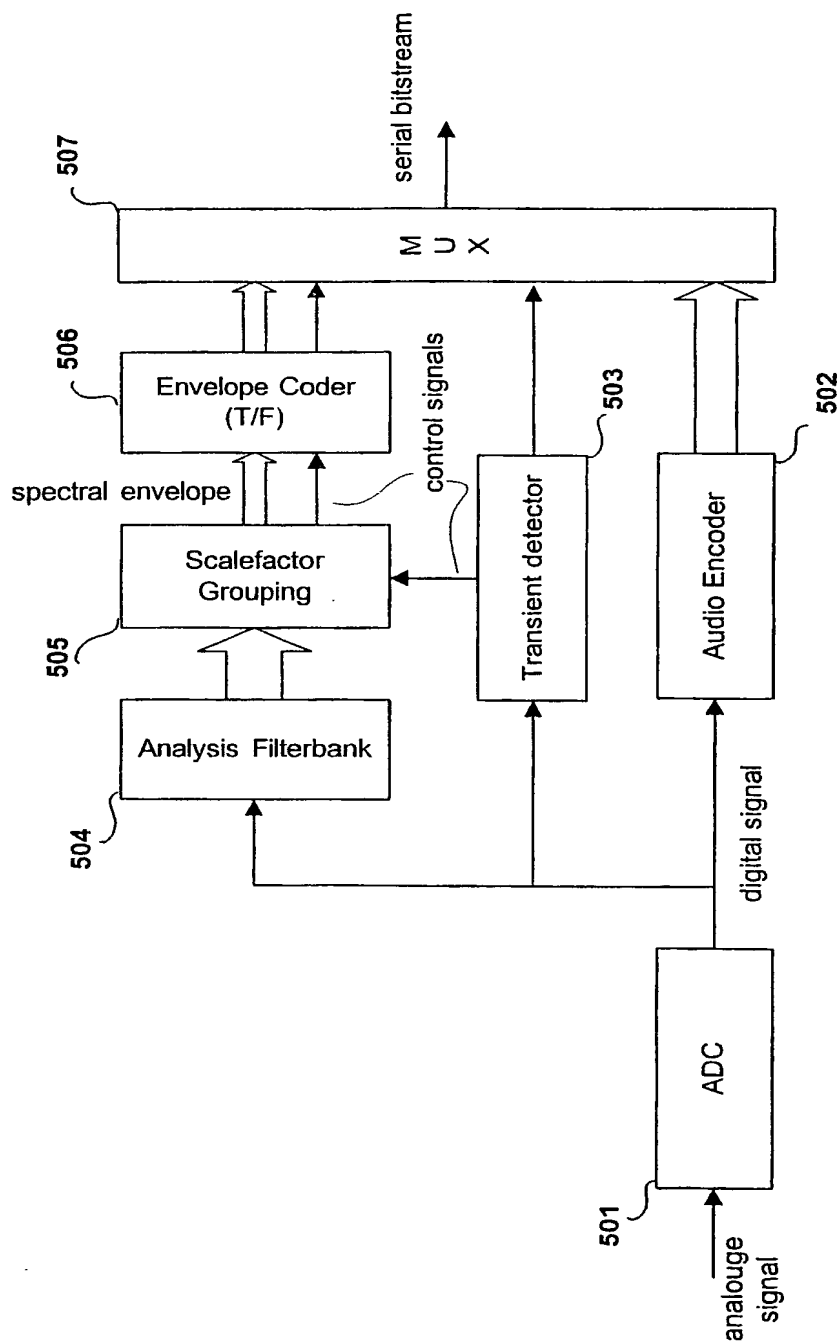 507
MUX
serial bitstream
506
Envelope Coder
(T/F)
spectral envelope
control signals
503
Transient detector
502
Audio Encoder
Scalefactor
Grouping
505
Analysis Filterbank
504
digital signal
ADC
501
analouge
signal